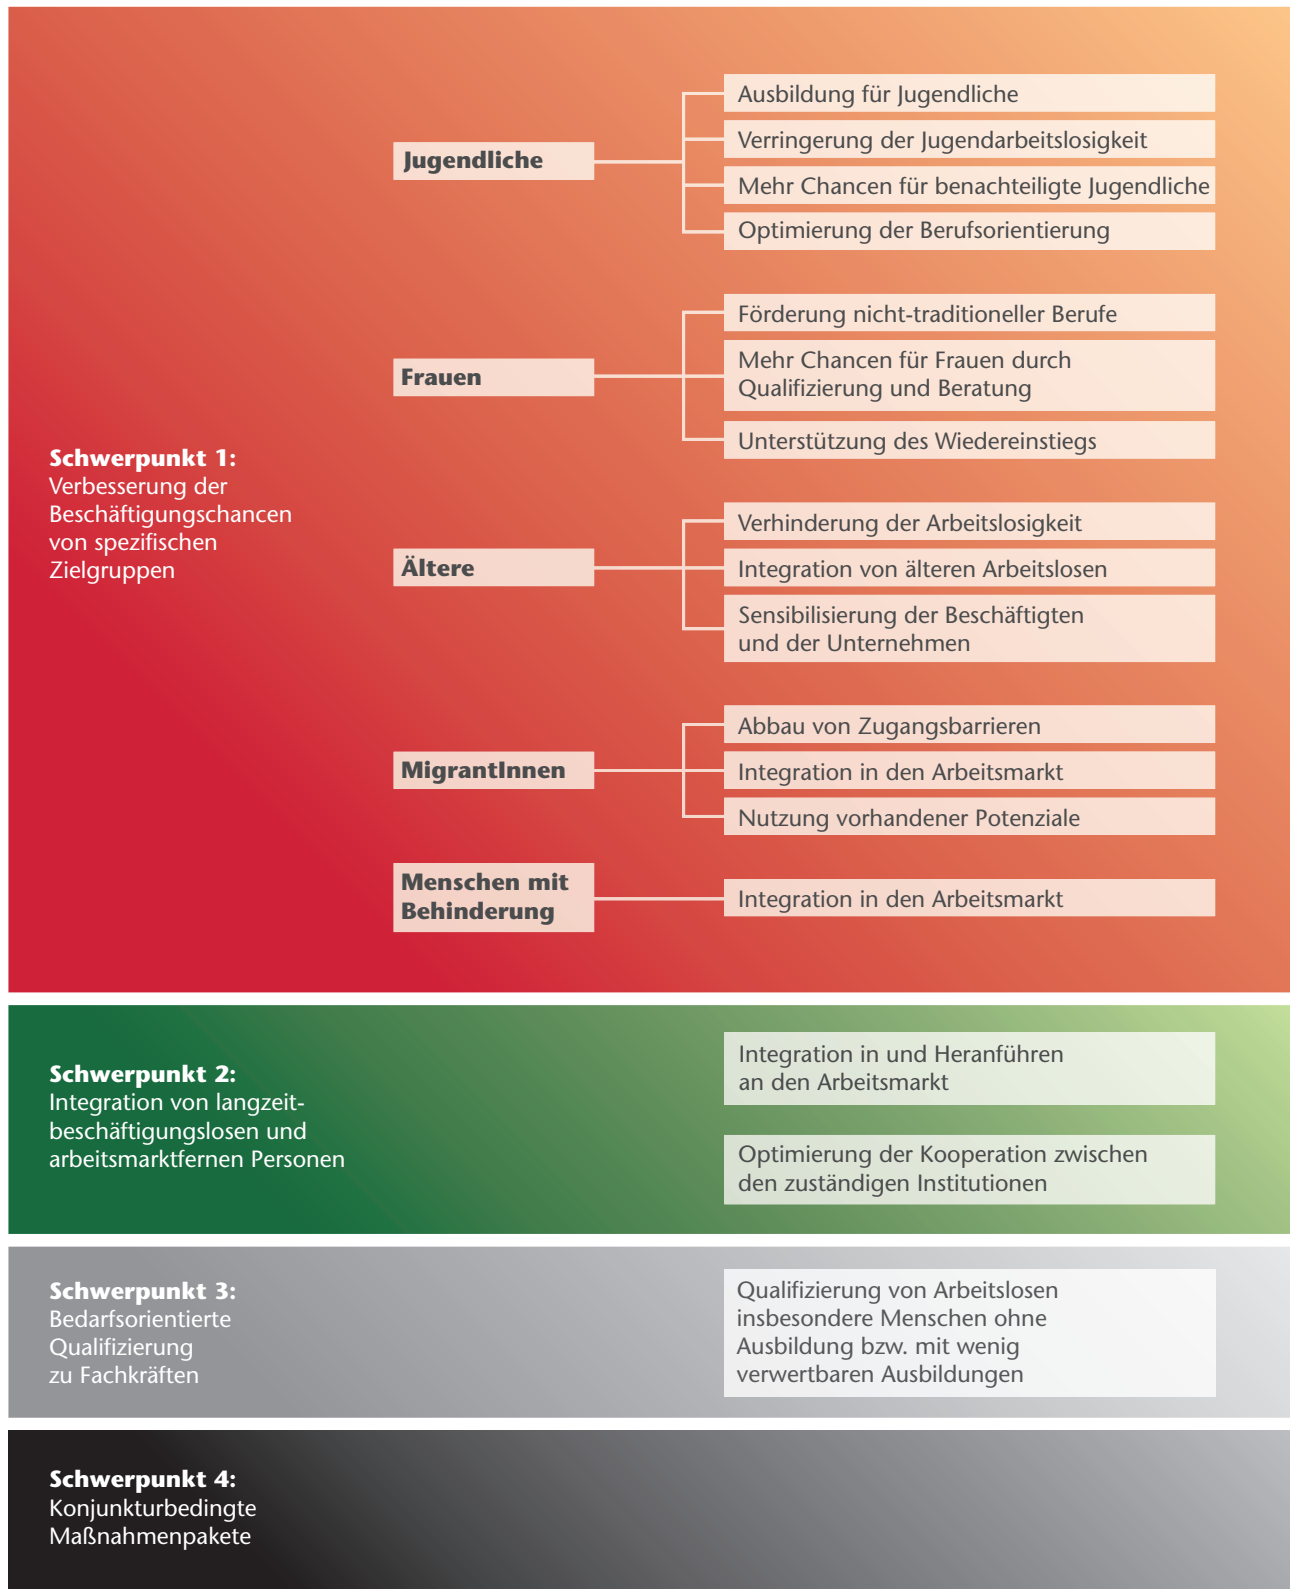 Schwerpunkt 1:
Verbesserung der
Beschäftigungschancen
von spezifischen
Zielgruppen
Jugendliche
Ausbildung für Jugendliche
Verringerung der Jugendarbeitslosigkeit
Mehr Chancen für benachteiligte Jugendliche
Optimierung der Berufsorientierung
Frauen
Förderung nicht-traditioneller Berufe
Mehr Chancen für Frauen durch
Qualifizierung und Beratung
Unterstützung des Wiedereinstiegs
Ältere
Verhinderung der Arbeitslosigkeit
Integration von älteren Arbeitslosen
Sensibilisierung der Beschäftigten
und der Unternehmen
MigrantInnen
Abbau von Zugangsbarrieren
Integration in den Arbeitsmarkt
Nutzung vorhandener Potenziale
Menschen mit
Behinderung
Integration in den Arbeitsmarkt
Schwerpunkt 2:
Integration von langzeit-
beschäftigungslosen und
arbeitsmarktfernen Personen
Integration in und Heranführen
an den Arbeitsmarkt
Optimierung der Kooperation zwischen
den zuständigen Institutionen
Schwerpunkt 3:
Bedarfsorientierte
Qualifizierung
zu Fachkräften
Qualifizierung von Arbeitslosen
insbesondere Menschen ohne
Ausbildung bzw. mit wenig
verwertbaren Ausbildungen
Schwerpunkt 4:
Konjunkturbedingte
Maßnahmenpakete